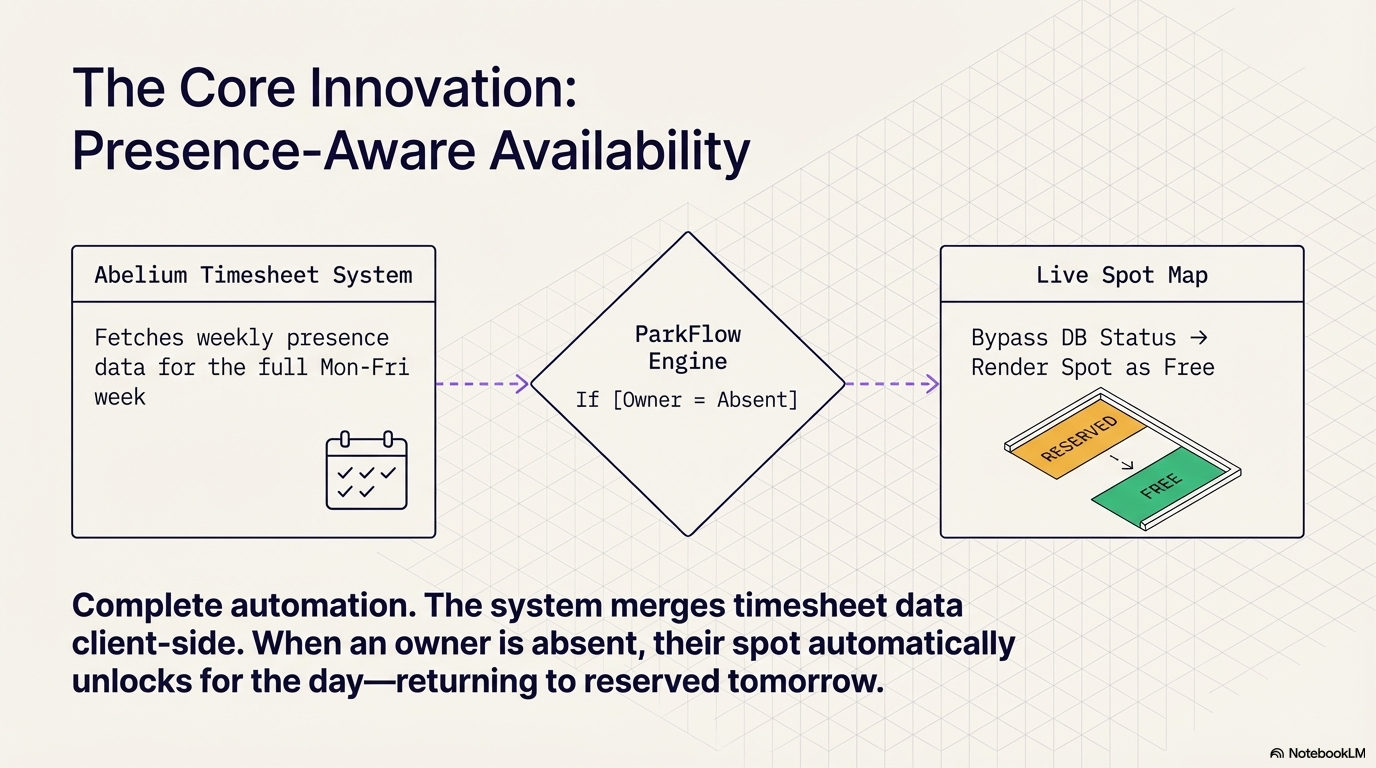 The Core Innovation:
Presence-Aware Availability
Abelium Timesheet System
Fetches weekly presence
data for the full Mon-Fri
week
ParkFlow
Engine
If [Owner = Absent]
Live Spot Map
Bypass DB Status →
Render Spot as Free
RESERVED
FREE
Complete automation. The system merges timesheet data
client-side. When an owner is absent, their spot automatically
unlocks for the day—returning to reserved tomorrow.
NotebookLM